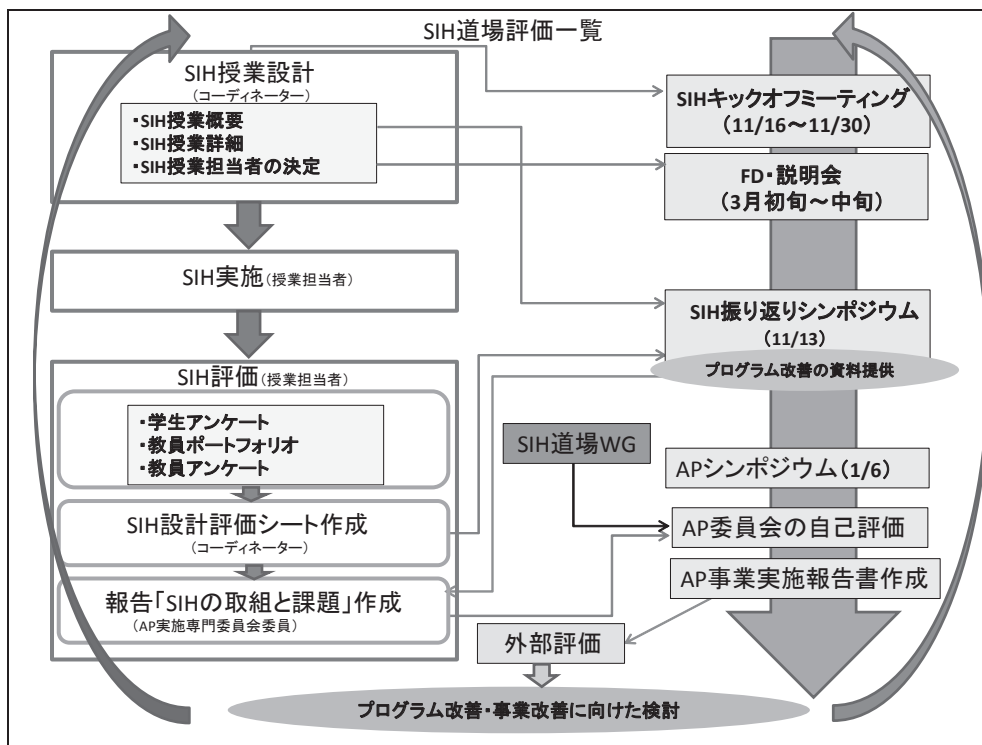 SIH道場評価一覧
SIH授業設計
(コーディネーター)
・SIH授業概要
・SIH授業詳細
・SIH授業担当者の決定
SIH実施(授業担当者)
SIH評価(授業担当者)
・学生アンケート
・教員ポートフォリオ
・教員アンケート
SIH設計評価シート作成
(コーディネーター)
報告「SIHの取組と課題」作成
(AP実施専門委員会委員)
SIHキックオフミーティング
(11/16～11/30)
FD・説明会
(3月初旬～中旬)
SIH振り返りシンポジウム
(11/13)
プログラム改善の資料提供
SIH道場WG
APシンポジウム(1/6)
AP委員会の自己評価
AP事業実施報告書作成
外部評価
プログラム改善・事業改善に向けた検討